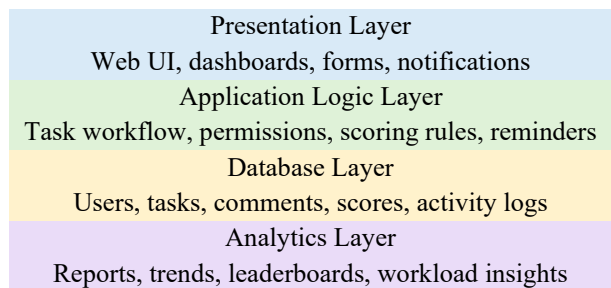 Presentation Layer
Web UI, dashboards, forms, notifications
Application Logic Layer
Task workflow, permissions, scoring rules, reminders
Database Layer
Users, tasks, comments, scores, activity logs
Analytics Layer
Reports, trends, leaderboards, workload insights